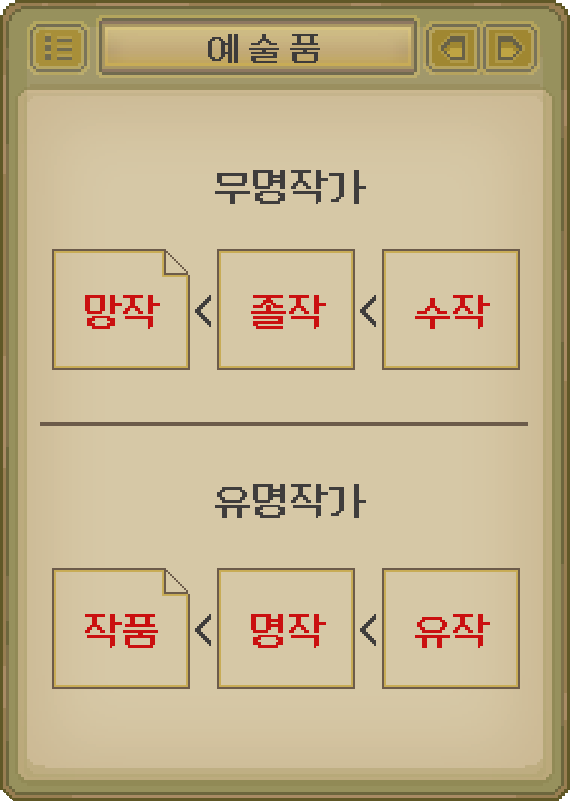 예술품
무명작가
망작 < 졸작 < 수작
유명작가
작품 < 명작 < 유작